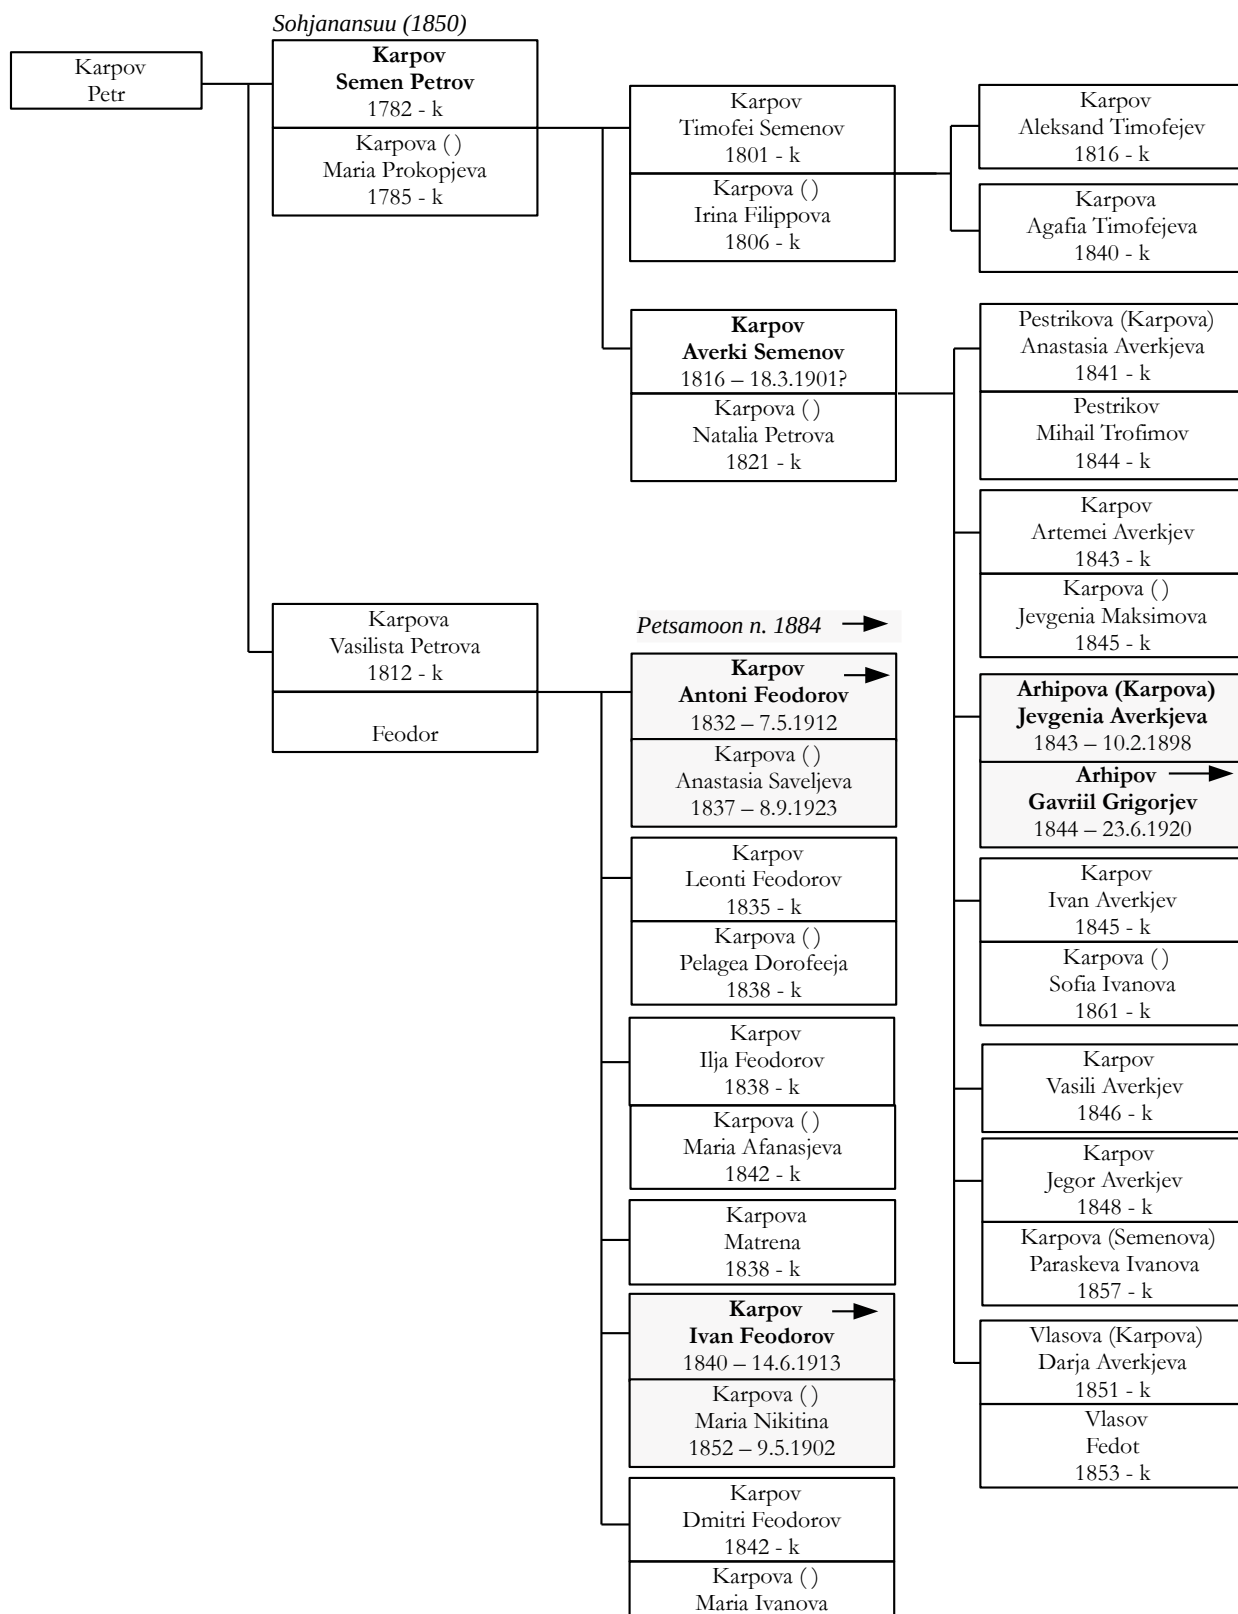 Sohjanansuu (1850)
Karpov
Petr
Karpov
Semen Petrov
1782 - k
Karpova ( )
Maria Prokopjeva
1785 - k
Karpov
Timofei Semenov
1801 - k
Karpova ( )
Irina Filippova
1806 - k
Karpov
Aleksand Timofejev
1816 - k
Karpova
Agafia Timofejeva
1840 - k
Karpov
Averki Semenov
1816 – 18.3.1901?
Karpova ( )
Natalia Petrova
1821 - k
Pestrikova (Karpova)
Anastasia Averkjeva
1841 - k
Pestrikov
Mihail Trofimov
1844 - k
Karpov
Artemei Averkjev
1843 - k
Karpova ( )
Jevgenia Maksimova
1845 - k
Arhipova (Karpova)
Jevgenia Averkjeva
1843 – 10.2.1898
Arhipov
Gavriil Grigorjev
1844 – 23.6.1920
Karpov
Ivan Averkjev
1845 - k
Karpova ( )
Sofia Ivanova
1861 - k
Karpov
Vasili Averkjev
1846 - k
Karpov
Jegor Averkjev
1848 - k
Karpova (Semenova)
Paraskeva Ivanova
1857 - k
Vlasova (Karpova)
Darja Averkjeva
1851 - k
Vlasov
Fedot
1853 - k
Karpova
Vasilista Petrova
1812 - k
Feodor
Petsamoon n. 1884
Karpov
Antoni Feodorov
1832 – 7.5.1912
Karpova ( )
Anastasia Saveljeva
1837 – 8.9.1923
Karpov
Leonti Feodorov
1835 - k
Karpova ( )
Pelagea Dorofeeja
1838 - k
Karpov
Ilja Feodorov
1838 - k
Karpova ( )
Maria Afanasjeva
1842 - k
Karpova
Matrena
1838 - k
Karpov
Ivan Feodorov
1840 – 14.6.1913
Karpova ( )
Maria Nikitina
1852 – 9.5.1902
Karpov
Dmitri Feodorov
1842 - k
Karpova ( )
Maria Ivanova